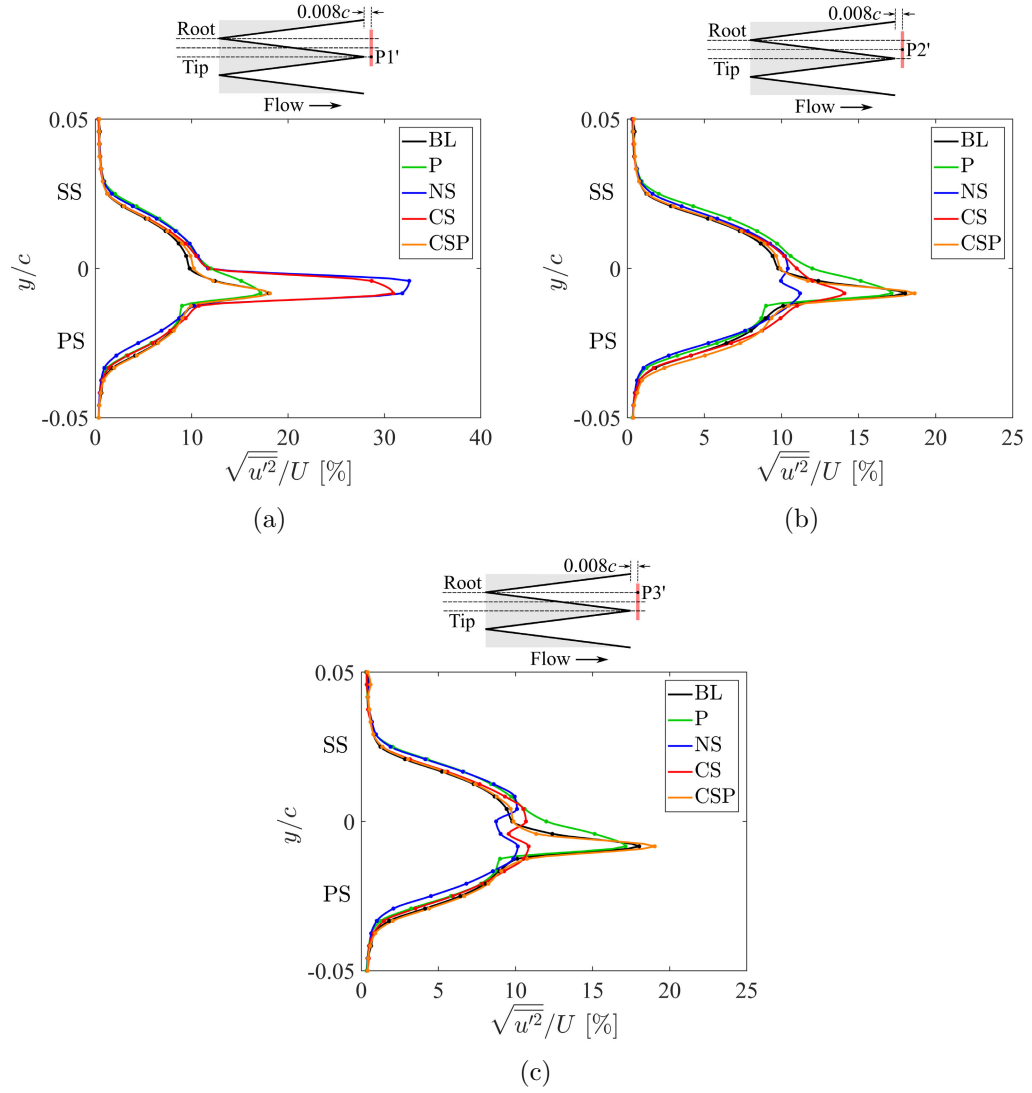 0.008c
Root
P1'
Tip
Flow
0.05
SS
y/c
0
PS
-0.05
BL
P
NS
CS
CSP
0 10 20 30 40
√u′²/U [%]
(a)
0.008c
Root
P2'
Tip
Flow
0.05
SS
y/c
0
PS
-0.05
BL
P
NS
CS
CSP
0 5 10 15 20 25
√u′²/U [%]
(b)
0.008c
Root
P3'
Tip
Flow
0.05
SS
y/c
0
PS
-0.05
BL
P
NS
CS
CSP
0 5 10 15 20 25
√u′²/U [%]
(c)